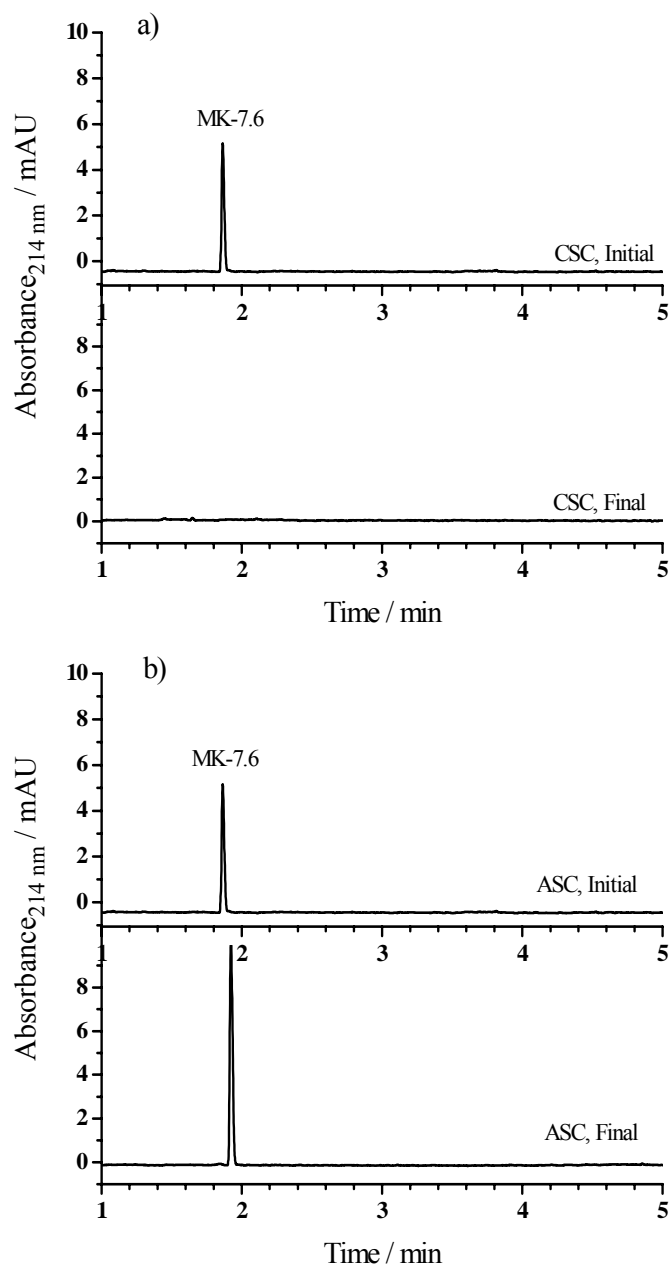 a)
10
8
6
4
2
0
MK-7.6
CSC, Initial
1 2 3 4 5
8
6
4
2
0
CSC, Final
1 2 3 4 5
Time / min
Absorbance214 nm / mAU
b)
10
8
6
4
2
0
MK-7.6
ASC, Initial
1 2 3 4 5
8
6
4
2
0
ASC, Final
1 2 3 4 5
Time / min
Absorbance214 nm / mAU